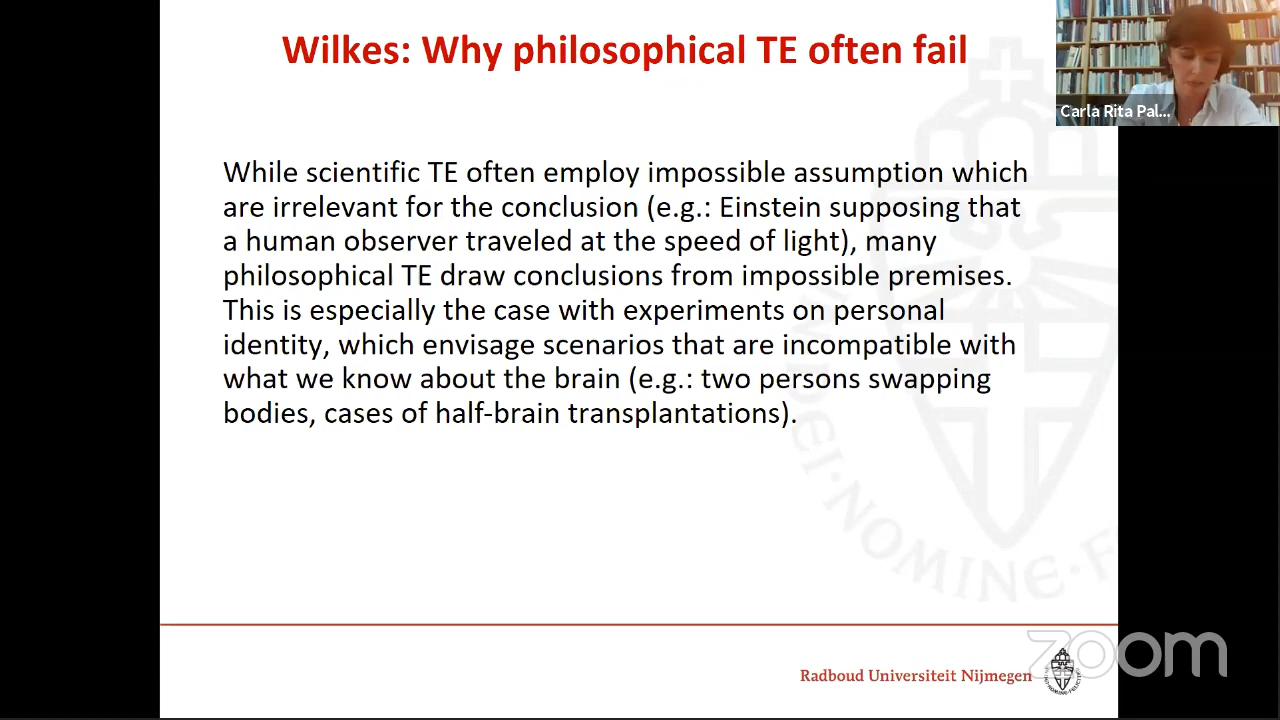 Wilkes: Why philosophical TE often fail
Carla Rita Pal...
While scientific TE often employ impossible assumption which
are irrelevant for the conclusion (e.g.: Einstein supposing that
a human observer traveled at the speed of light), many
philosophical TE draw conclusions from impossible premises.
This is especially the case with experiments on personal
identity, which envisage scenarios that are incompatible with
what we know about the brain (e.g.: two persons swapping
bodies, cases of half-brain transplantations).
DEI·NOMINE·F
Radboud Universiteit Nijmegen
zoom